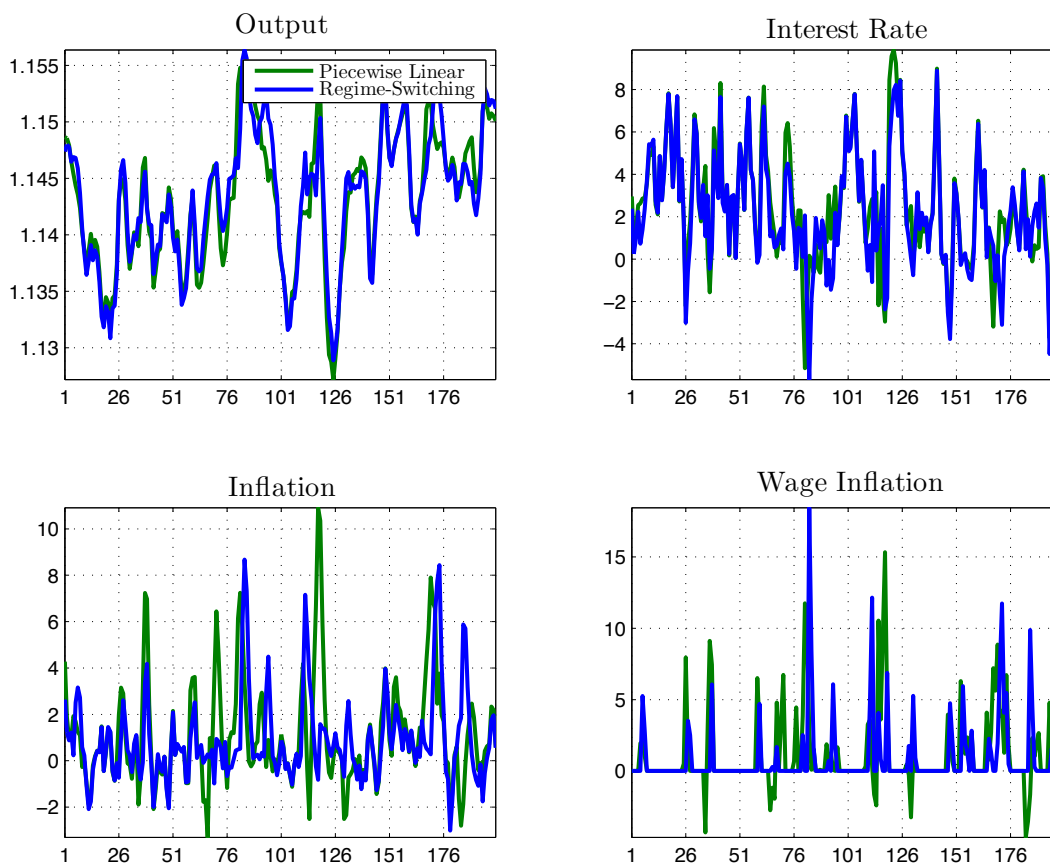 Output
1.155
1.15
1.145
1.14
1.135
1.13
1 26 51 76 101 126 151 176
Piecewise Linear
Regime-Switching
Interest Rate
8
6
4
2
0
−2
−4
1 26 51 76 101 126 151 176
Inflation
10
8
6
4
2
0
−2
1 26 51 76 101 126 151 176
Wage Inflation
15
10
5
0
1 26 51 76 101 126 151 176